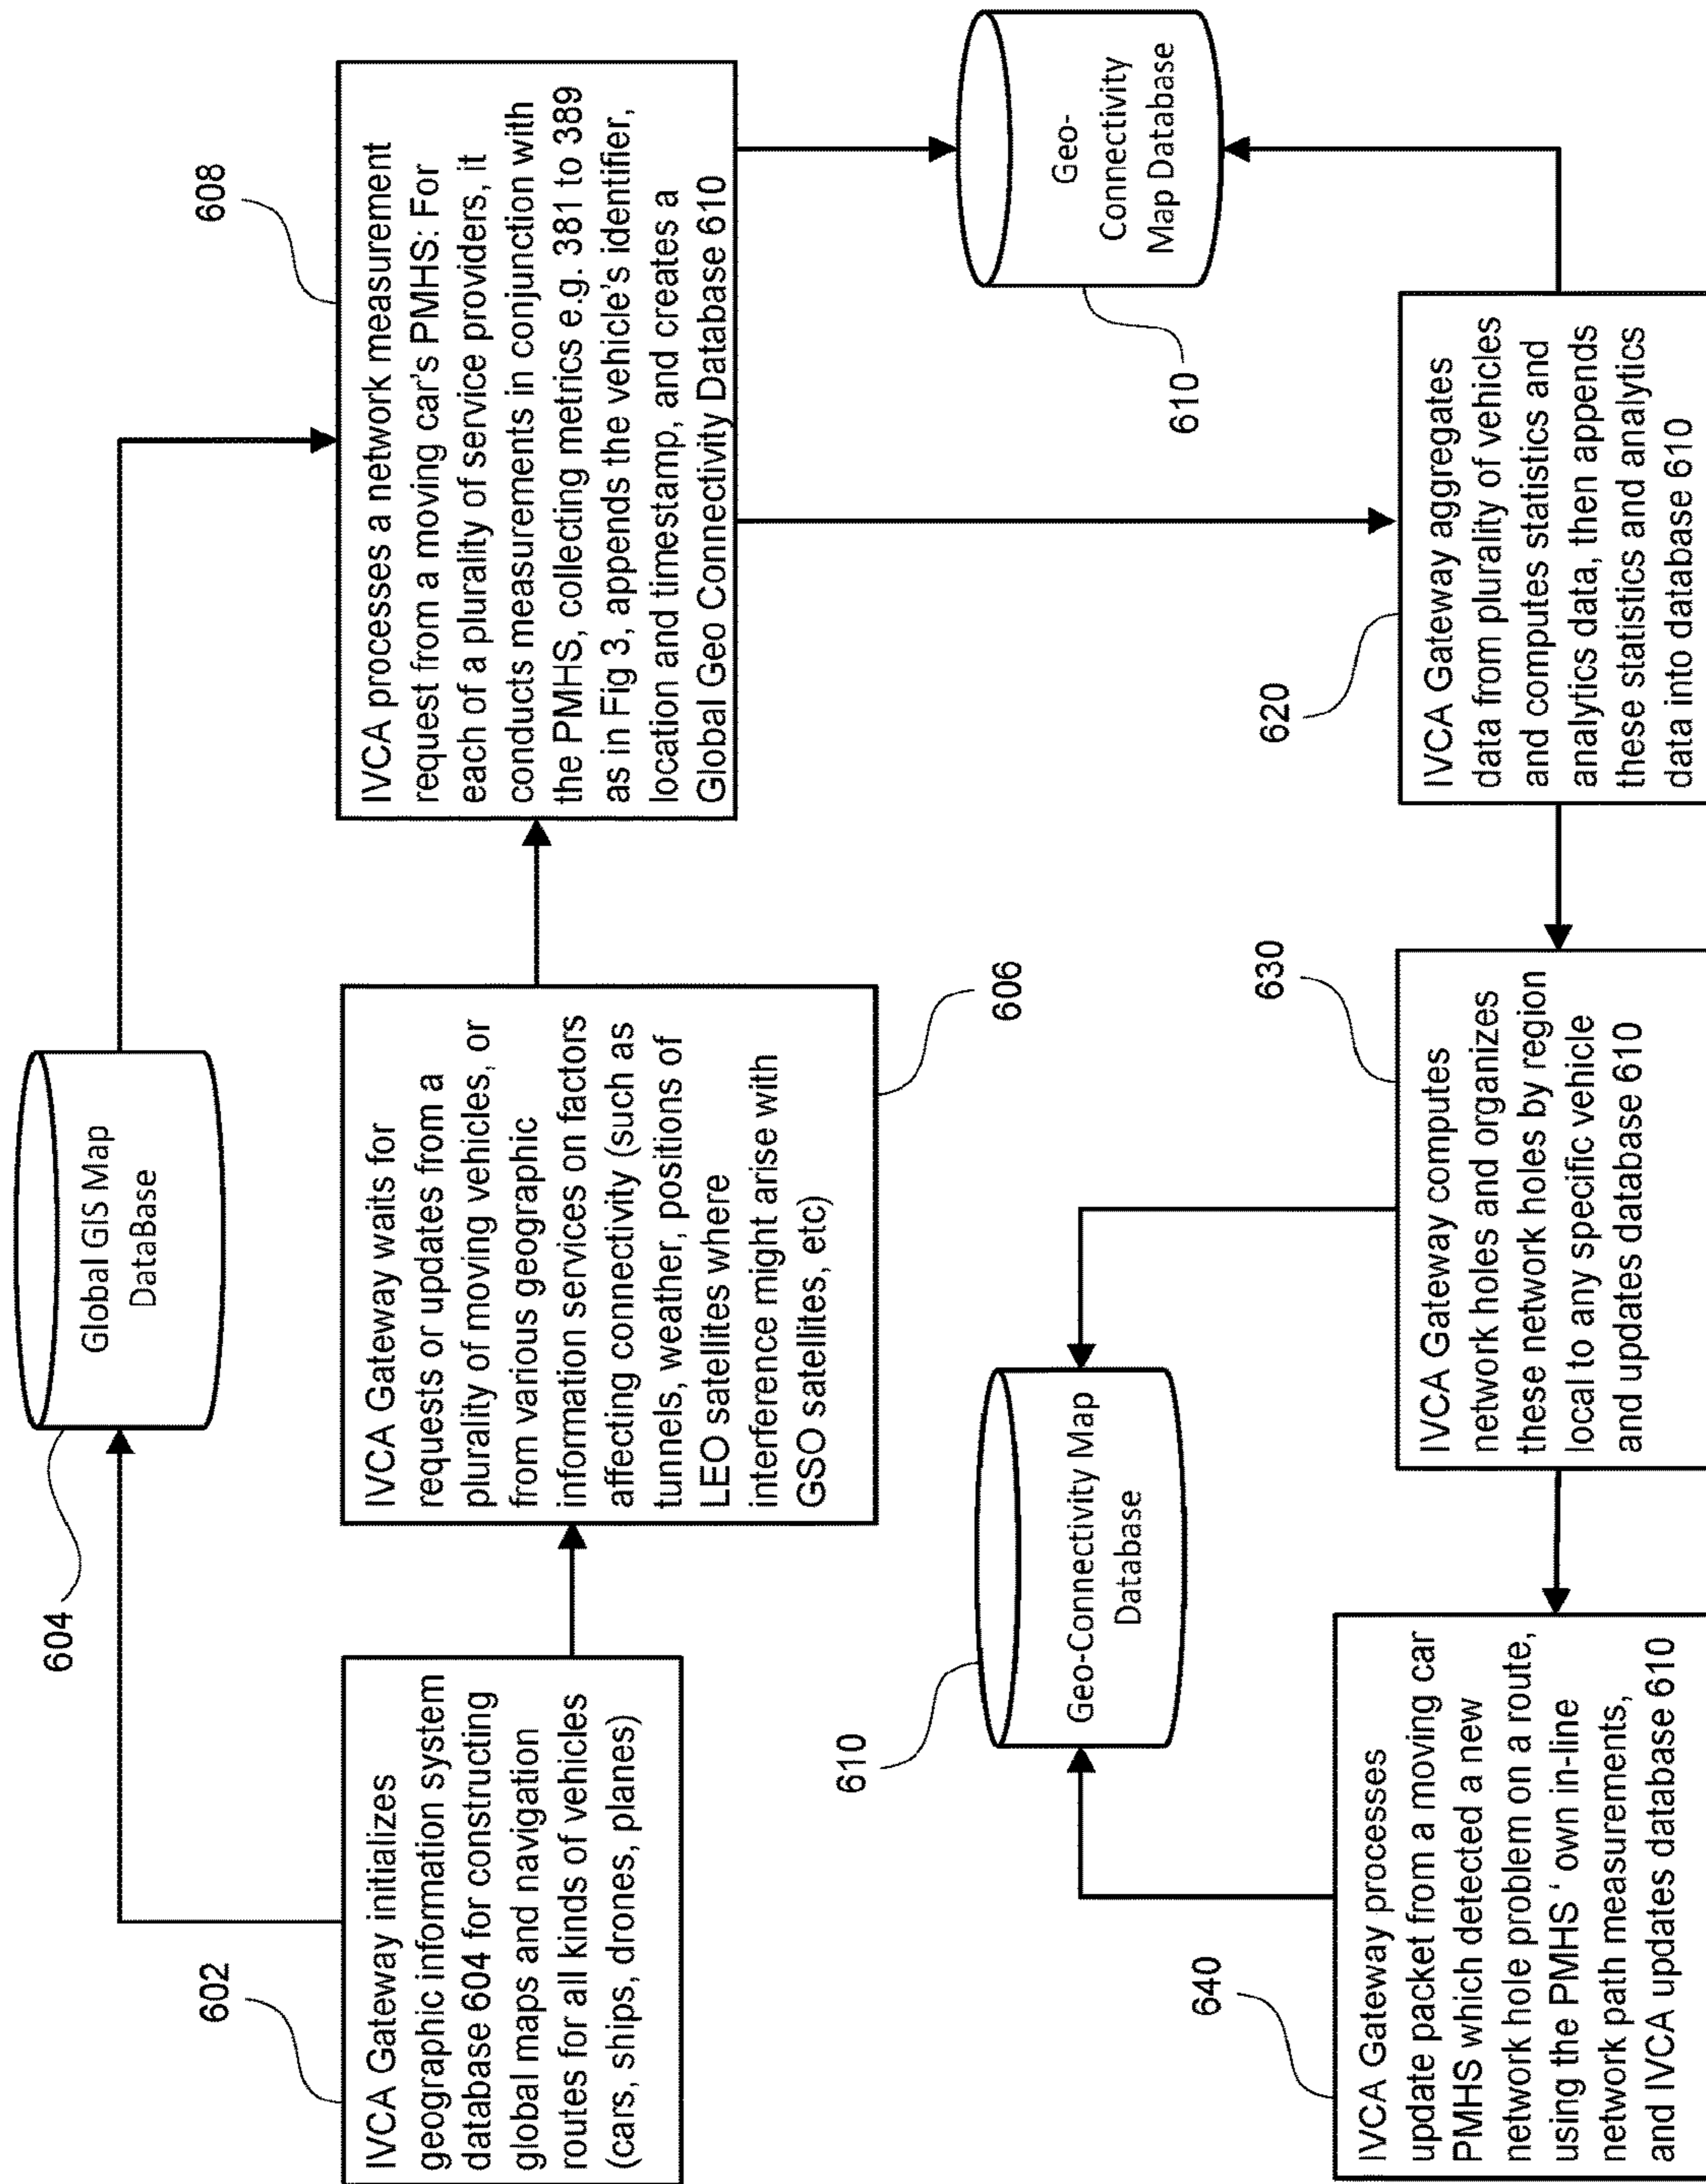 602
IVCA Gateway initializes
geographic information system
database 604 for constructing
global maps and navigation
routes for all kinds of vehicles
(cars, ships, drones, planes)
604
Global GIS Map
DataBase
IVCA Gateway waits for
requests or updates from a
plurality of moving vehicles, or
from various geographic
information services on factors
affecting connectivity (such as
tunnels, weather, positions of
LEO satellites where
interference might arise with
GSO satellites, etc)
606
608
IVCA processes a network measurement
request from a moving car's PMHS: For
each of a plurality of service providers, it
conducts measurements in conjunction with
the PMHS, collecting metrics e.g. 381 to 389
as in Fig 3, appends the vehicle's identifier,
location and timestamp, and creates a
Global Geo Connectivity Database 610
Geo-
Connectivity
Map Database
610
620
IVCA Gateway aggregates
data from plurality of vehicles
and computes statistics and
analytics data, then appends
these statistics and analytics
data into database 610
630
IVCA Gateway computes
network holes and organizes
these network holes by region
local to any specific vehicle
and updates database 610
610
Geo-Connectivity Map
Database
640
IVCA Gateway processes
update packet from a moving car
PMHS which detected a new
network hole problem on a route,
using the PMHS ' own in-line
network path measurements,
and IVCA updates database 610